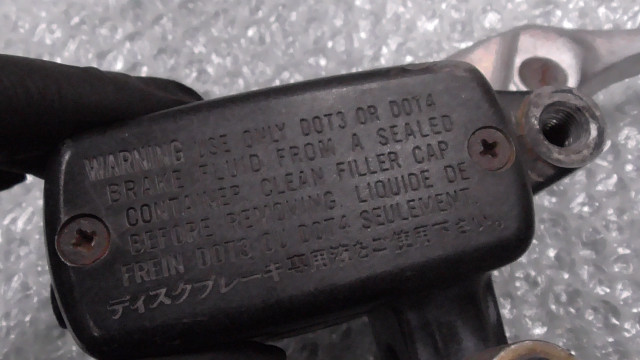 WARNING USE ONLY DOT3 OR DOT4
BRAKE FLUID FROM A SEALED
CONTAINER CLEAN FILLER CAP
BEFORE REMOVING. LIQUIDE DE
FREIN DOT3 OU DOT4 SEULEMENT.
ディスクブレーキ専用液をご使用下さい。